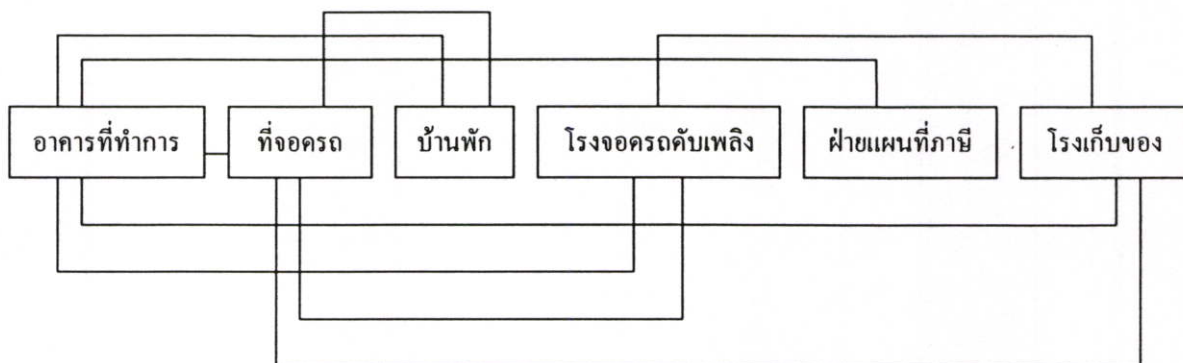 อาคารที่ทำการ
ที่จอดรถ
บ้านพัก
โรงจอดรถดับเพลิง
ฝ่ายแผนที่ภาษี
โรงเก็บของ